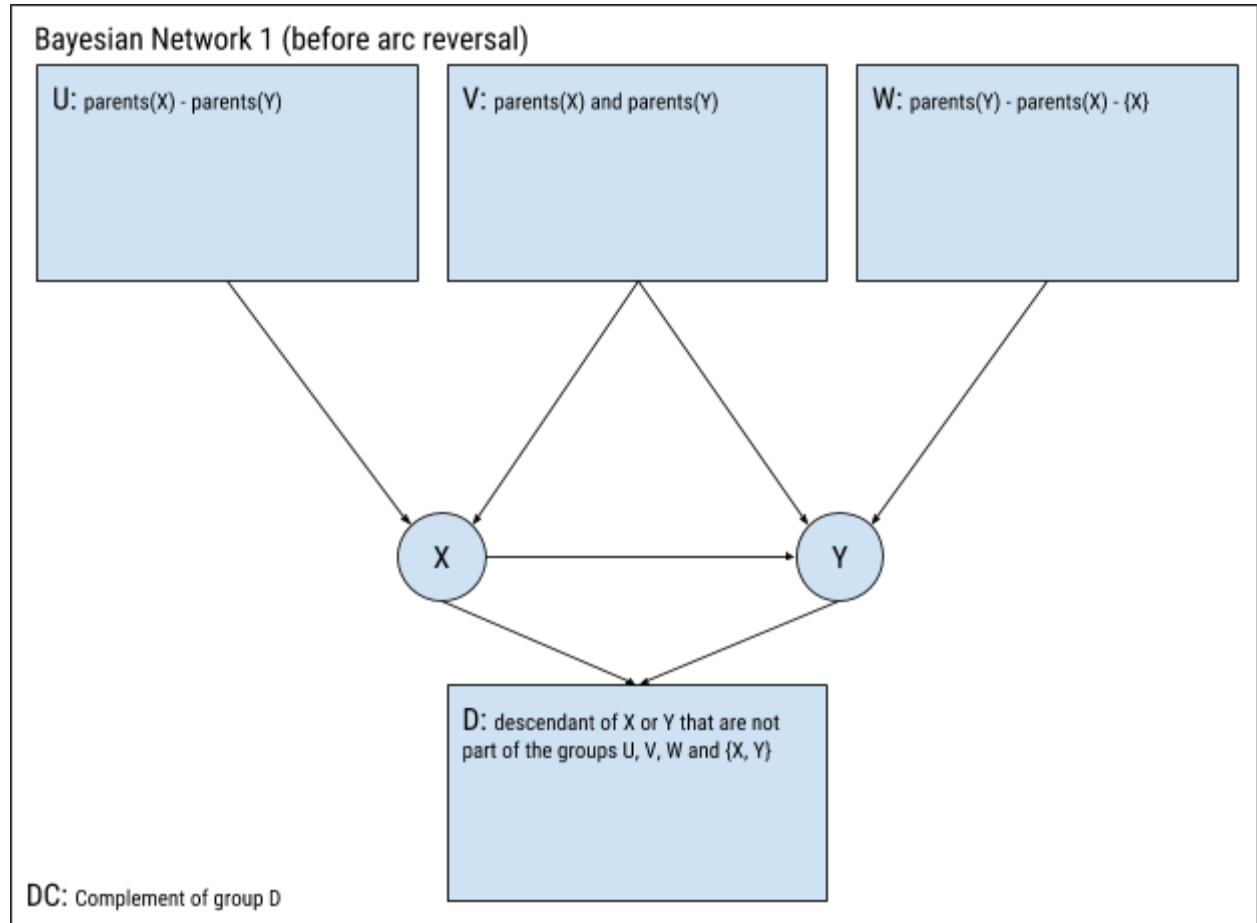 Bayesian Network 1 (before arc reversal)
U: parents(X) - parents(Y)
V: parents(X) and parents(Y)
W: parents(Y) - parents(X) - {X}
X
Y
D: descendant of X or Y that are not
part of the groups U, V, W and {X, Y}
DC: Complement of group D